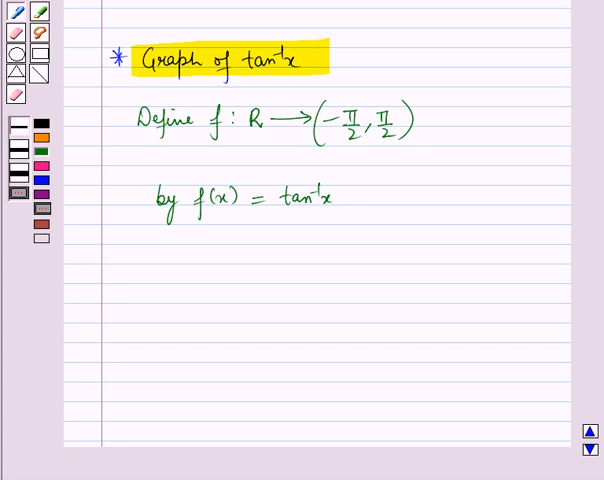 * Graph of tan⁻¹x
Define f : R ⟶ (-π/2, π/2)
by f(x) = tan⁻¹x